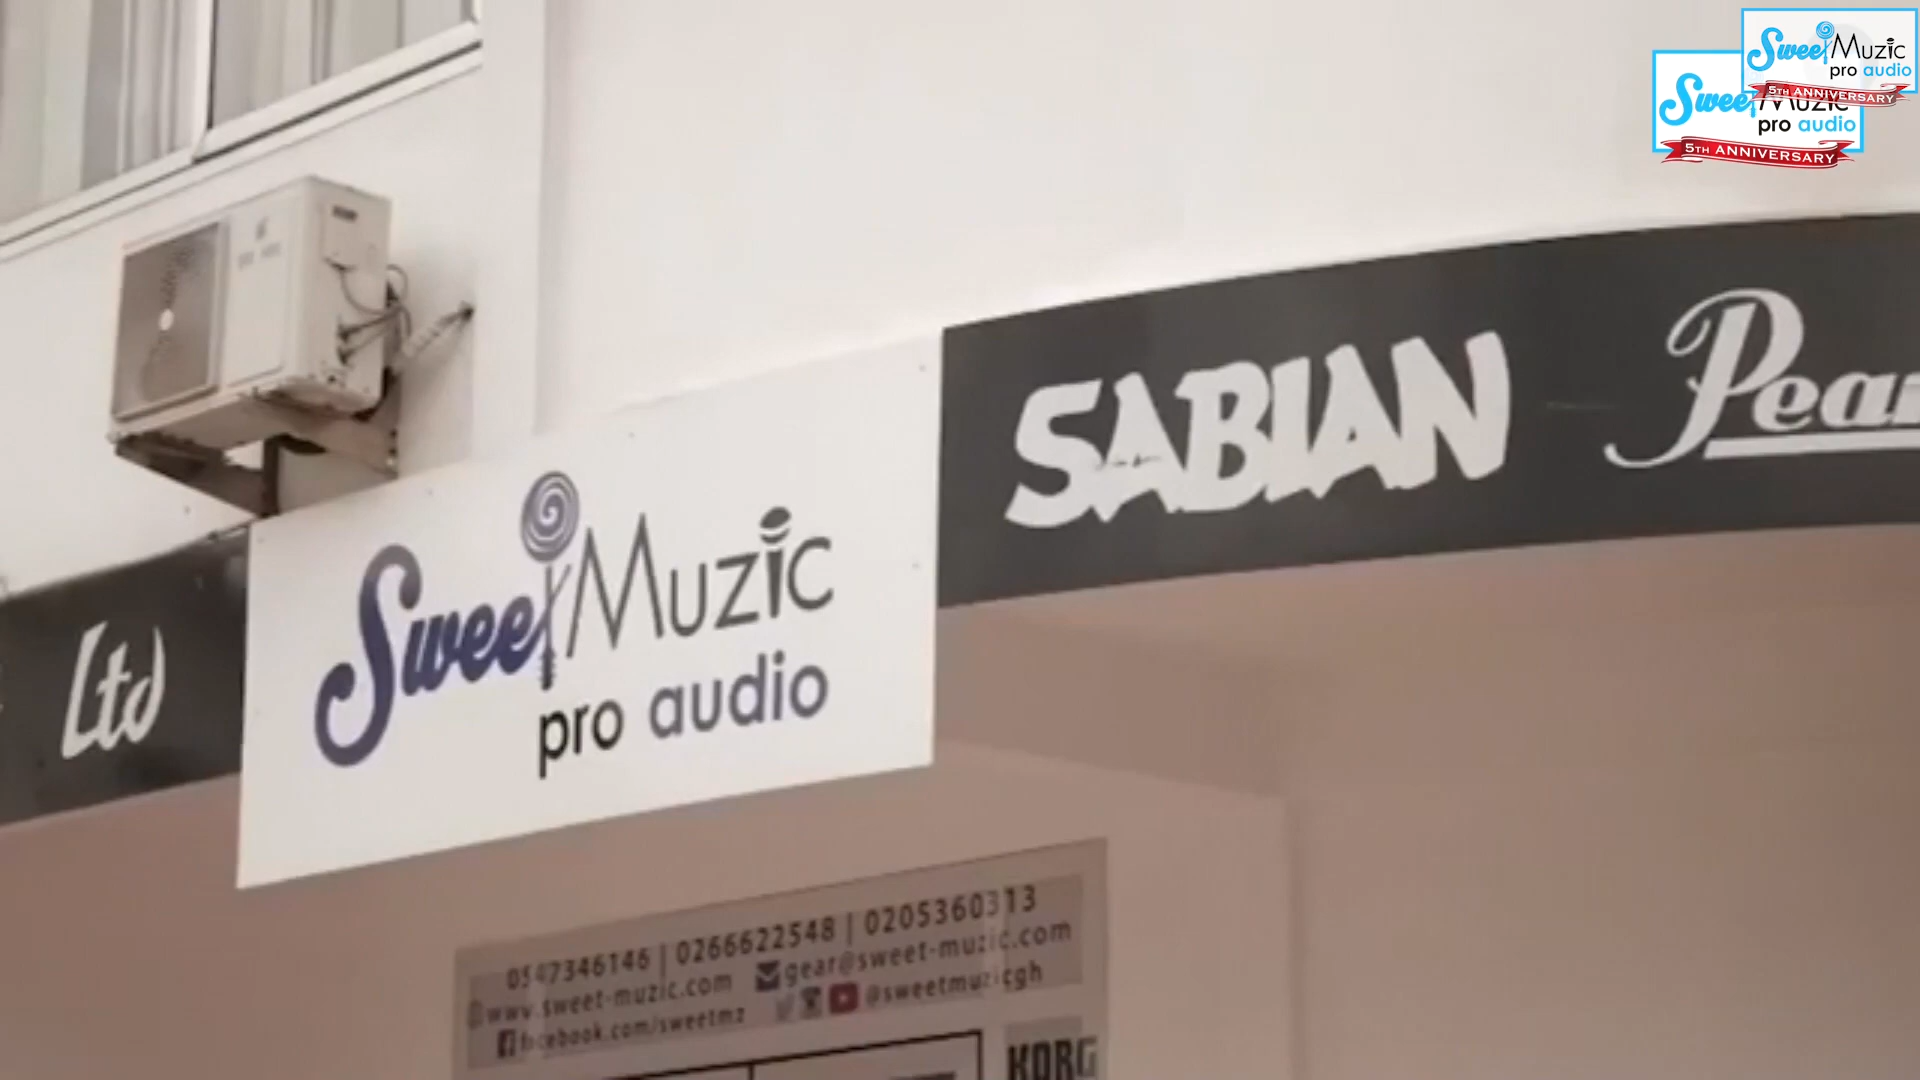 Sweet Muzic
pro audio
5TH ANNIVERSARY
Sweet Muzic
pro audio
5TH ANNIVERSARY
SABIAN
Pear
Ltd
Sweet Muzic
pro audio
0547346146 | 0266622548 | 0205360313
www.sweet-muzic.com gear@sweet-muzic.com
facebook.com/sweetmz @sweetmuzicgh
KORG